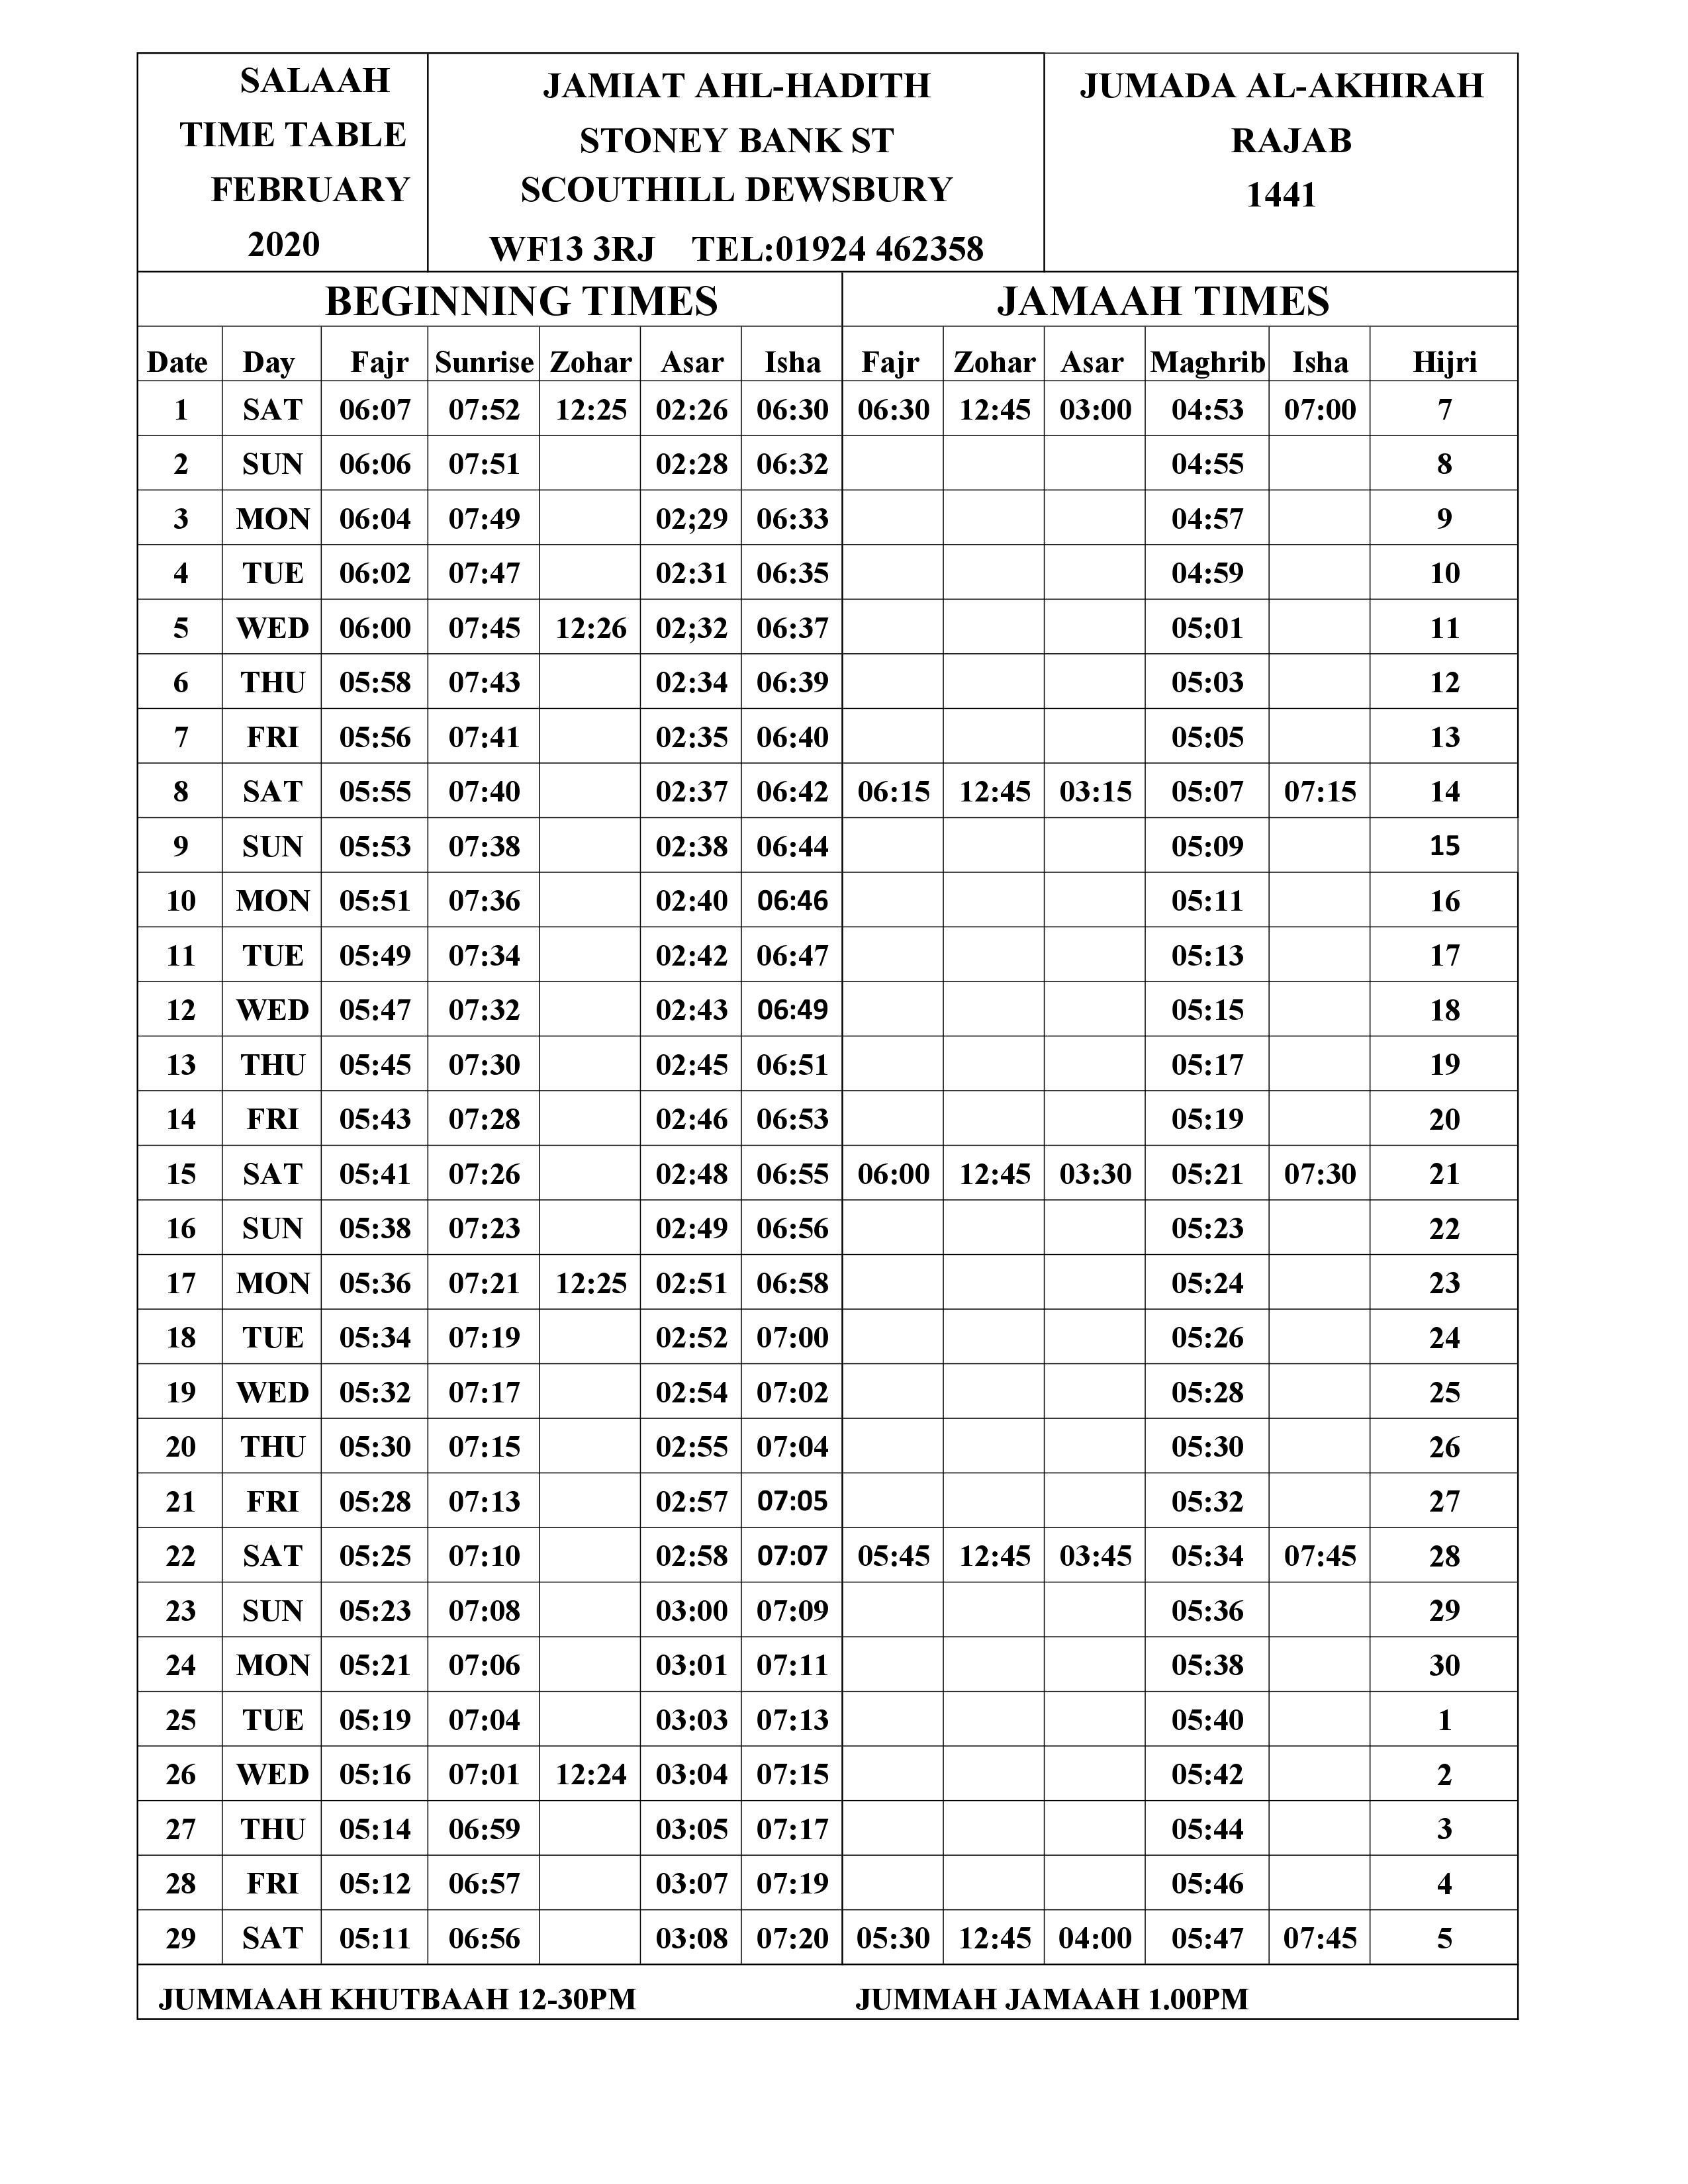 SALAAH
TIME TABLE
FEBRUARY
2020
JAMIAT AHL-HADITH
STONEY BANK ST
SCOUTHILL DEWSBURY
WF13 3RJ TEL:01924 462358
JUMADA AL-AKHIRAH
RAJAB
1441
BEGINNING TIMES JAMAAH TIMES
Date Day Fajr Sunrise Zohar Asar Isha Fajr Zohar Asar Maghrib Isha Hijri
1 SAT 06:07 07:52 12:25 02:26 06:30 06:30 12:45 03:00 04:53 07:00 7
2 SUN 06:06 07:51 02:28 06:32 04:55 8
3 MON 06:04 07:49 02;29 06:33 04:57 9
4 TUE 06:02 07:47 02:31 06:35 04:59 10
5 WED 06:00 07:45 12:26 02;32 06:37 05:01 11
6 THU 05:58 07:43 02:34 06:39 05:03 12
7 FRI 05:56 07:41 02:35 06:40 05:05 13
8 SAT 05:55 07:40 02:37 06:42 06:15 12:45 03:15 05:07 07:15 14
9 SUN 05:53 07:38 02:38 06:44 05:09 15
10 MON 05:51 07:36 02:40 06:46 05:11 16
11 TUE 05:49 07:34 02:42 06:47 05:13 17
12 WED 05:47 07:32 02:43 06:49 05:15 18
13 THU 05:45 07:30 02:45 06:51 05:17 19
14 FRI 05:43 07:28 02:46 06:53 05:19 20
15 SAT 05:41 07:26 02:48 06:55 06:00 12:45 03:30 05:21 07:30 21
16 SUN 05:38 07:23 02:49 06:56 05:23 22
17 MON 05:36 07:21 12:25 02:51 06:58 05:24 23
18 TUE 05:34 07:19 02:52 07:00 05:26 24
19 WED 05:32 07:17 02:54 07:02 05:28 25
20 THU 05:30 07:15 02:55 07:04 05:30 26
21 FRI 05:28 07:13 02:57 07:05 05:32 27
22 SAT 05:25 07:10 02:58 07:07 05:45 12:45 03:45 05:34 07:45 28
23 SUN 05:23 07:08 03:00 07:09 05:36 29
24 MON 05:21 07:06 03:01 07:11 05:38 30
25 TUE 05:19 07:04 03:03 07:13 05:40 1
26 WED 05:16 07:01 12:24 03:04 07:15 05:42 2
27 THU 05:14 06:59 03:05 07:17 05:44 3
28 FRI 05:12 06:57 03:07 07:19 05:46 4
29 SAT 05:11 06:56 03:08 07:20 05:30 12:45 04:00 05:47 07:45 5
JUMMAAH KHUTBAAH 12-30PM JUMMAH JAMAAH 1.00PM